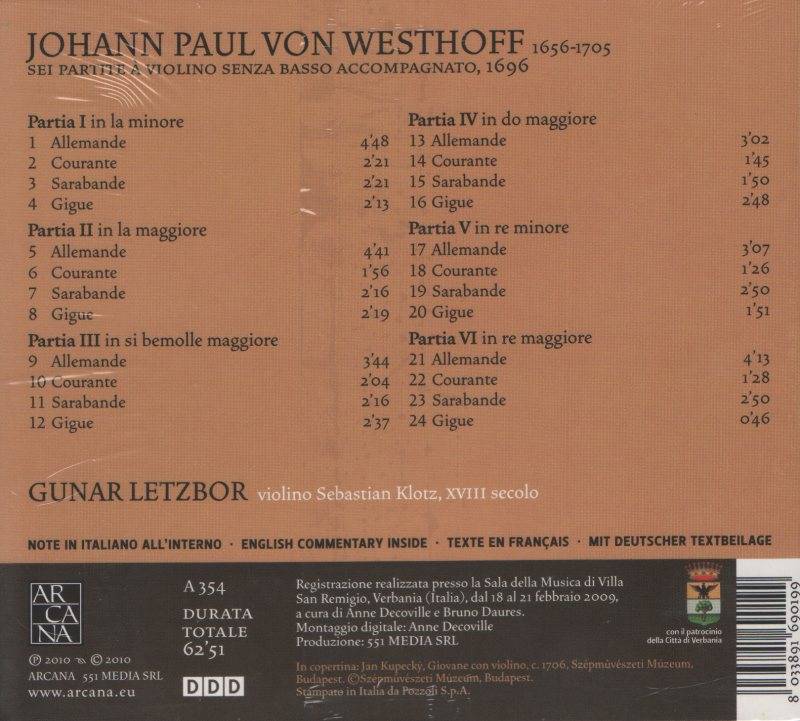 JOHANN PAUL VON WESTHOFF 1656-1705
SEI PARTITE À VIOLINO SENZA BASSO ACCOMPAGNATO, 1696
Partia I in la minore
1 Allemande 4'48
2 Courante 2'21
3 Sarabande 2'21
4 Gigue 2'13
Partia II in la maggiore
5 Allemande 4'41
6 Courante 1'56
7 Sarabande 2'16
8 Gigue 2'19
Partia III in si bemolle maggiore
9 Allemande 3'44
10 Courante 2'04
11 Sarabande 2'16
12 Gigue 2'37
Partia IV in do maggiore
13 Allemande 3'02
14 Courante 1'45
15 Sarabande 1'50
16 Gigue 2'48
Partia V in re minore
17 Allemande 3'07
18 Courante 1'26
19 Sarabande 2'50
20 Gigue 1'51
Partia VI in re maggiore
21 Allemande 4'13
22 Courante 1'28
23 Sarabande 2'50
24 Gigue 0'46
GUNAR LETZBOR violino Sebastian Klotz, XVIII secolo
NOTE IN ITALIANO ALL'INTERNO · ENGLISH COMMENTARY INSIDE · TEXTE EN FRANÇAIS · MIT DEUTSCHER TEXTBEILAGE
AR
CA
NA
℗ 2010 ~ © 2010
ARCANA 551 MEDIA SRL
www.arcana.eu
A 354
DURATA
TOTALE
62'51
DDD
Registrazione realizzata presso la Sala della Musica di Villa
San Remigio, Verbania (Italia), dal 18 al 21 febbraio 2009,
a cura di Anne Decoville e Bruno Daures.
Montaggio digitale: Anne Decoville
Produzione: 551 MEDIA SRL
In copertina: Jan Kupecký, Giovane con violino, c. 1706, Szépművészeti Múzeum,
Budapest. ©Szépművészeti Múzeum, Budapest.
Stampato in Italia da Pozzoli S.p.A.
con il patrocinio
della Città di Verbania
8 033891 690199